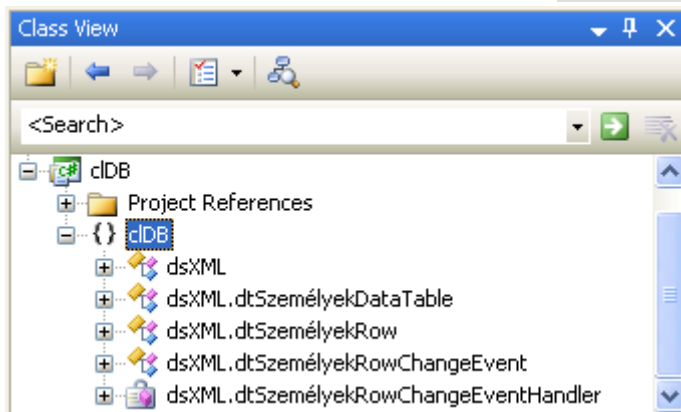 Class View
<Search>
clDB
Project References
{} clDB
dsXML
dsXML.dtSzemélyekDataTable
dsXML.dtSzemélyekRow
dsXML.dtSzemélyekRowChangeEvent
dsXML.dtSzemélyekRowChangeEventHandler